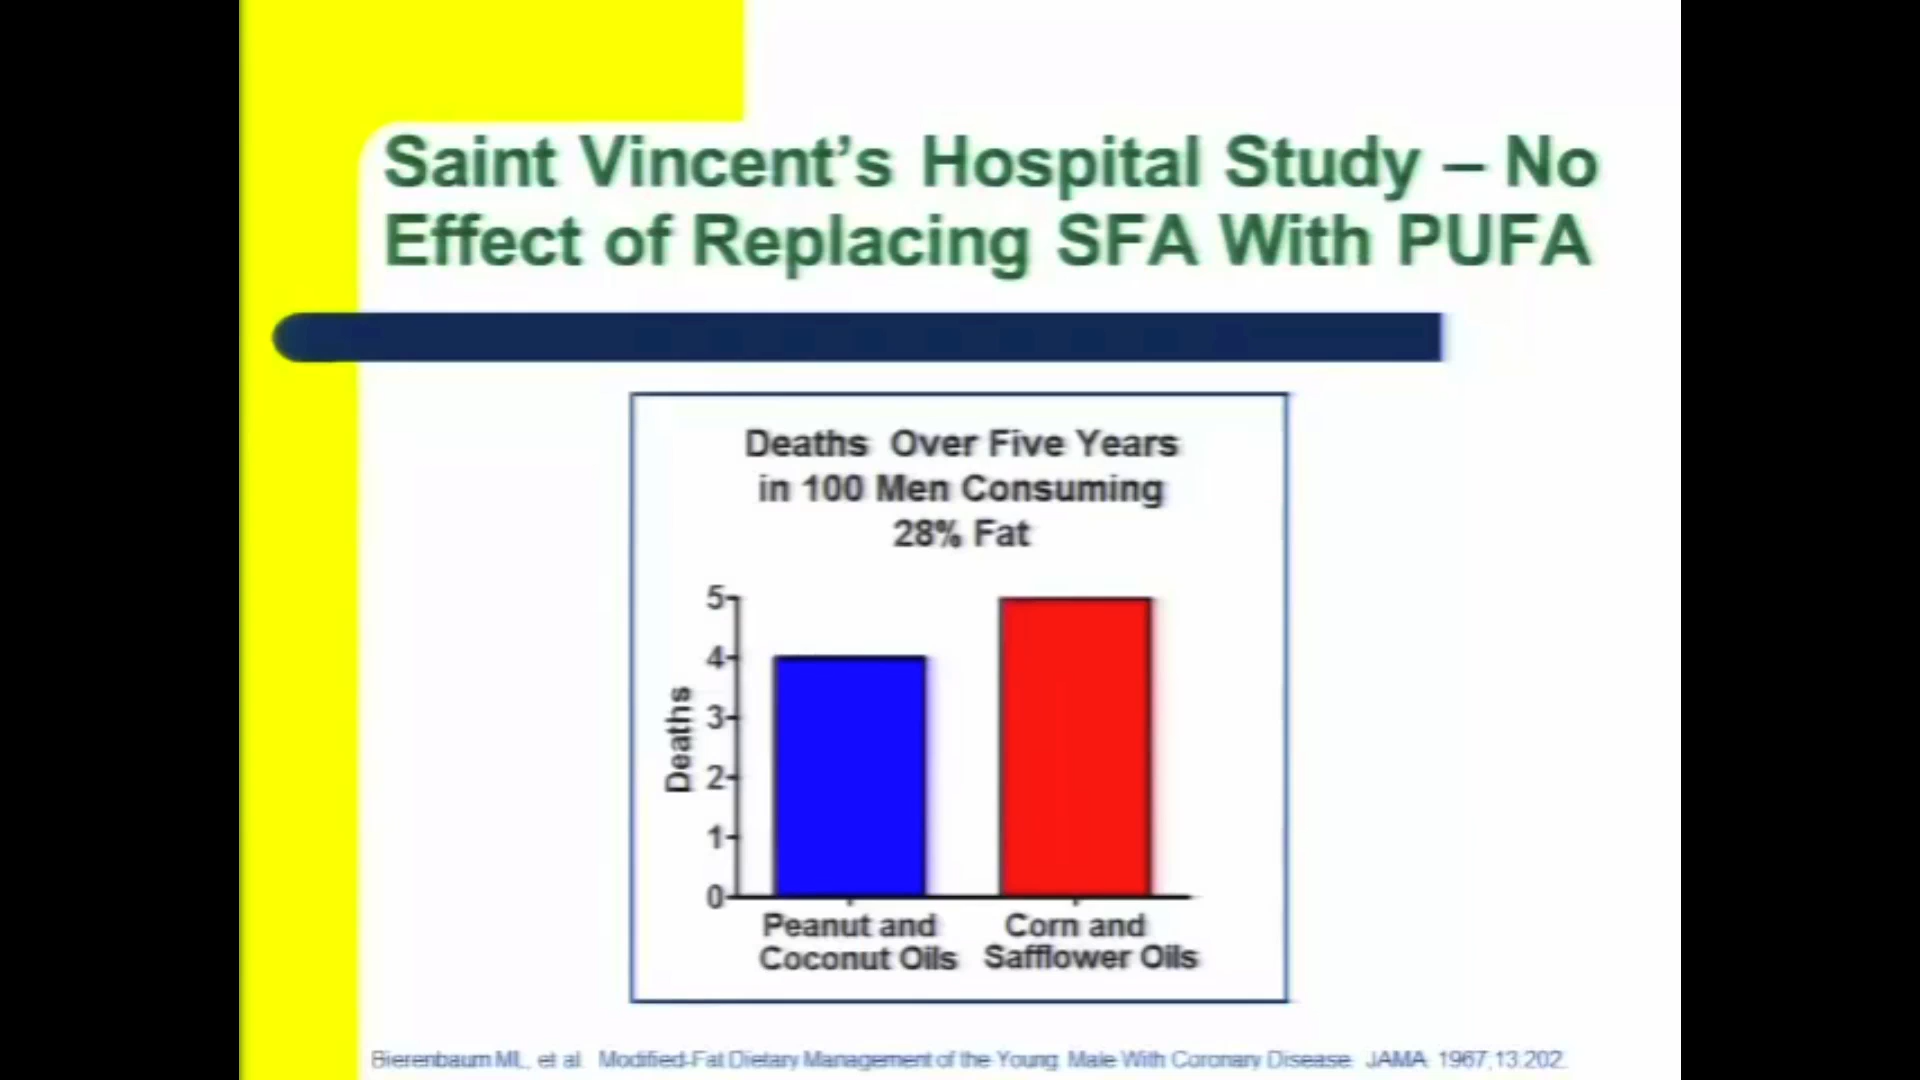 Saint Vincent’s Hospital Study – No
Effect of Replacing SFA With PUFA
Deaths Over Five Years
in 100 Men Consuming
28% Fat
Deaths
5
4
3
2
1
0
Peanut and
Coconut Oils
Corn and
Safflower Oils
Bierenbaum ML, et al. Modified-Fat Dietary Management of the Young Male With Coronary Disease. JAMA. 1967;13:202.